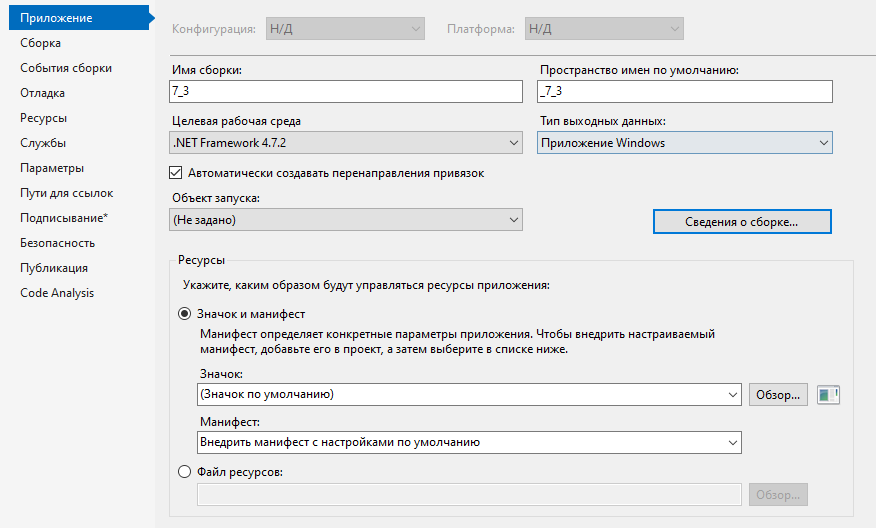 Приложение
Сборка
События сборки
Отладка
Ресурсы
Службы
Параметры
Пути для ссылок
Подписывание*
Безопасность
Публикация
Code Analysis
Конфигурация: Н/Д Платформа: Н/Д
Имя сборки: Пространство имен по умолчанию:
7_3 _7_3
Целевая рабочая среда Тип выходных данных:
.NET Framework 4.7.2 Приложение Windows
Автоматически создавать перенаправления привязок
Объект запуска:
(Не задано) Сведения о сборке...
Ресурсы
Укажите, каким образом будут управляться ресурсы приложения:
Значок и манифест
Манифест определяет конкретные параметры приложения. Чтобы внедрить настраиваемый
манифест, добавьте его в проект, а затем выберите в списке ниже.
Значок:
(Значок по умолчанию) Обзор...
Манифест:
Внедрить манифест с настройками по умолчанию
Файл ресурсов:
Обзор...